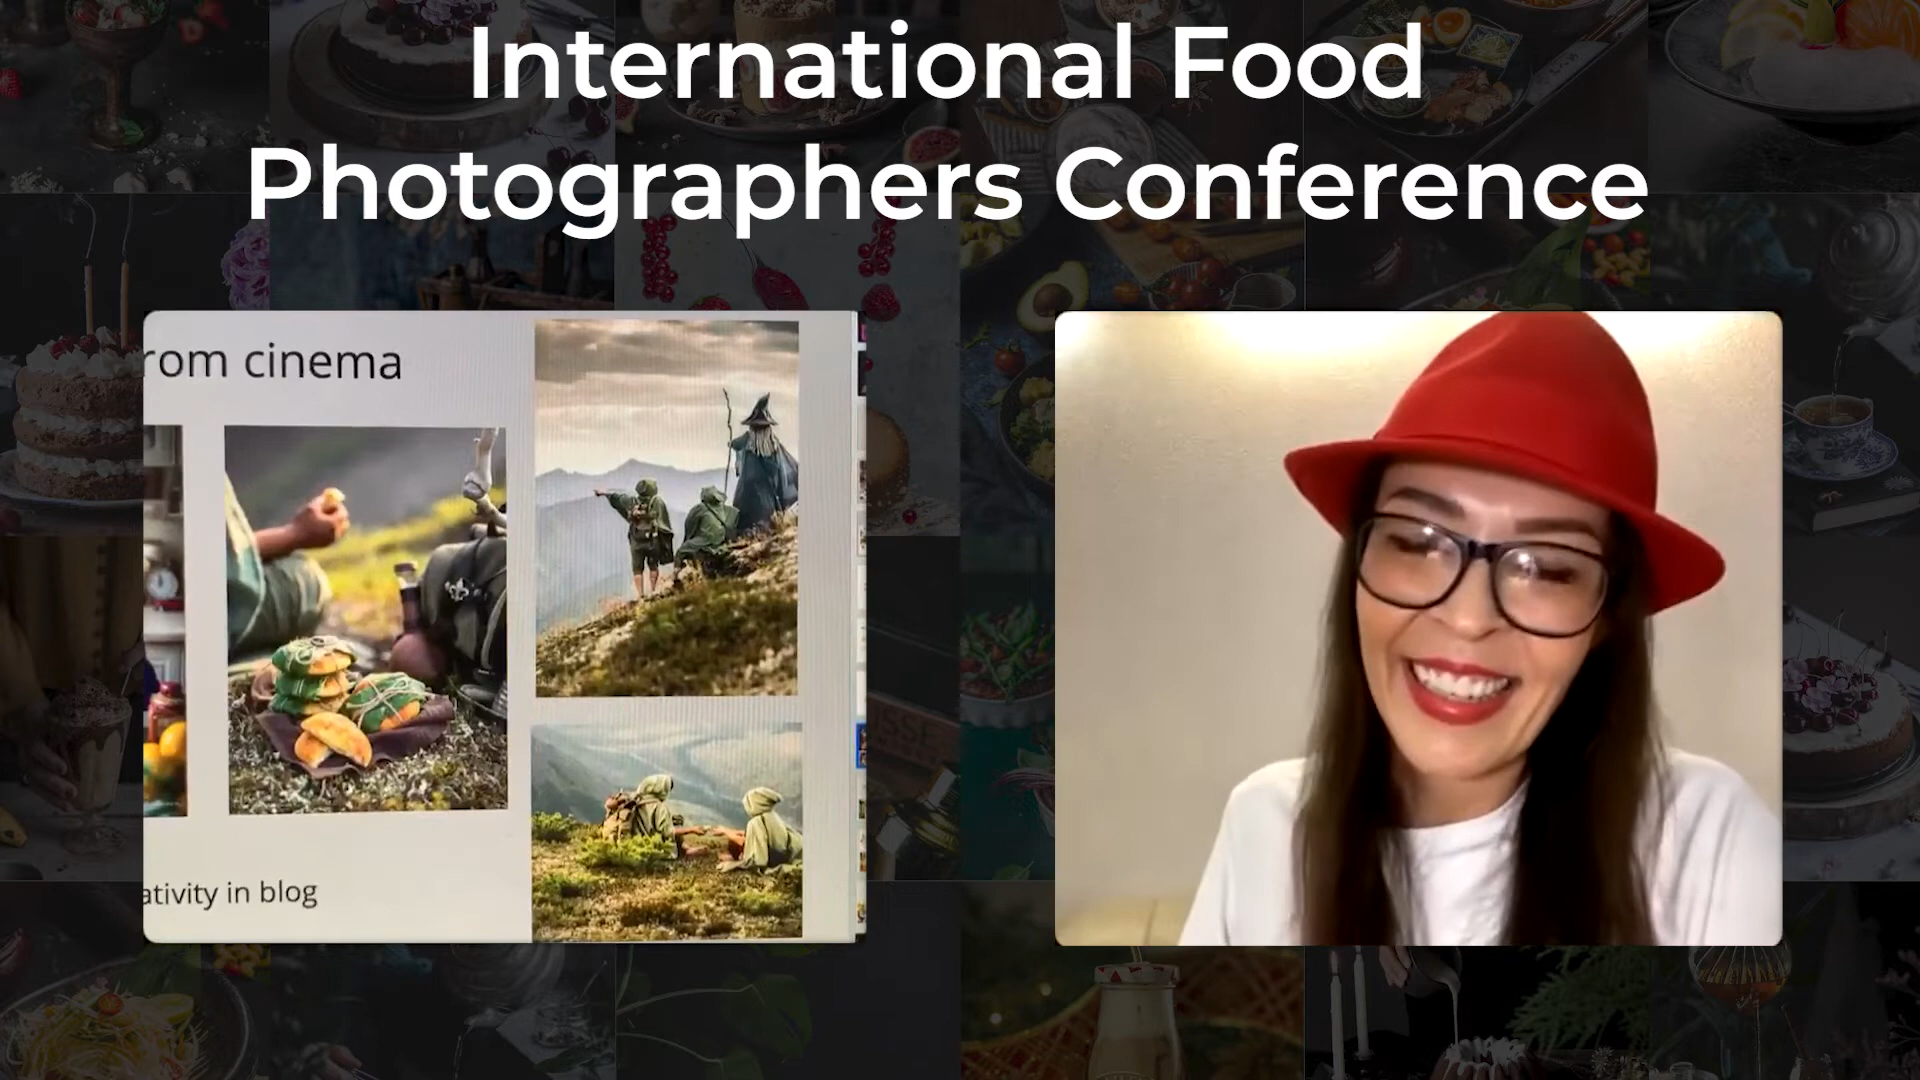 International Food
Photographers Conference
rom cinema
ativity in blog